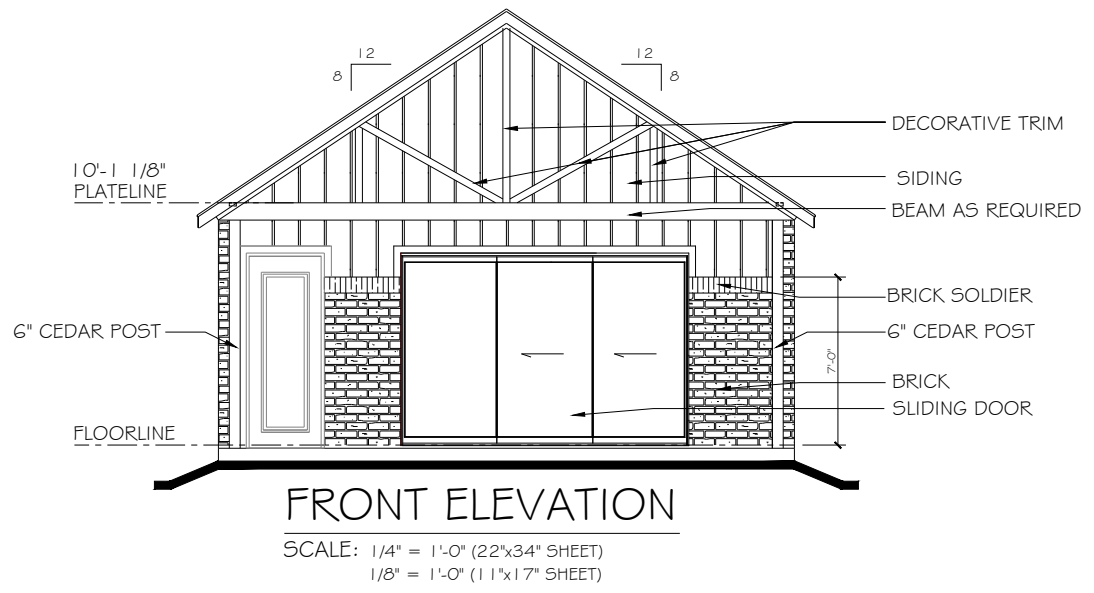 12
8
12
8
DECORATIVE TRIM
10'-1 1/8"
PLATELINE
SIDING
BEAM AS REQUIRED
BRICK SOLDIER
6" CEDAR POST
6" CEDAR POST
7'-0"
BRICK
SLIDING DOOR
FLOORLINE
FRONT ELEVATION
SCALE: 1/4" = 1'-0" (22"x34" SHEET)
1/8" = 1'-0" (11"x17" SHEET)